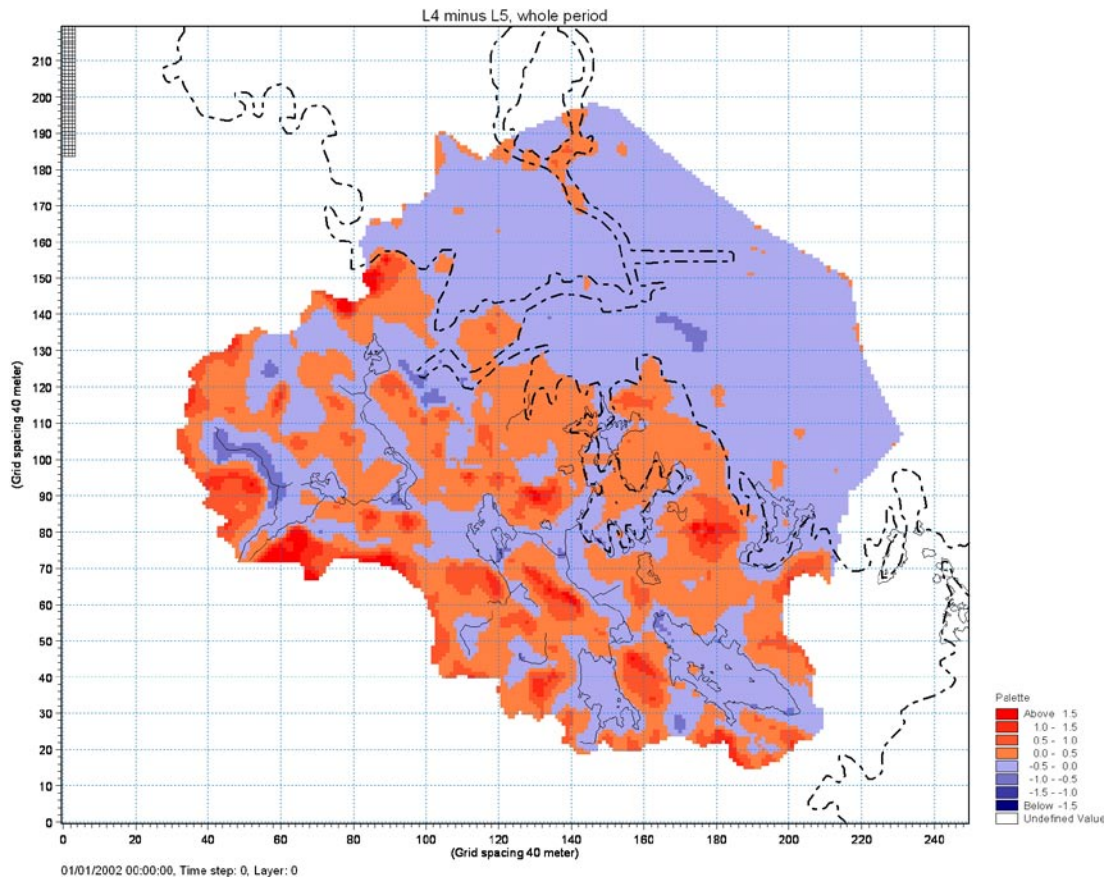 L4 minus L5, whole period
(Grid spacing 40 meter)
210
200
190
180
170
160
150
140
130
120
110
100
90
80
70
60
50
40
30
20
10
0
0 20 40 60 80 100 120 140 160 180 200 220 240
(Grid spacing 40 meter)
01/01/2002 00:00:00, Time step: 0, Layer: 0
Palette
Above 1.5
1.0 - 1.5
0.5 - 1.0
0.0 - 0.5
-0.5 - 0.0
-1.0 - -0.5
-1.5 - -1.0
Below -1.5
Undefined Value